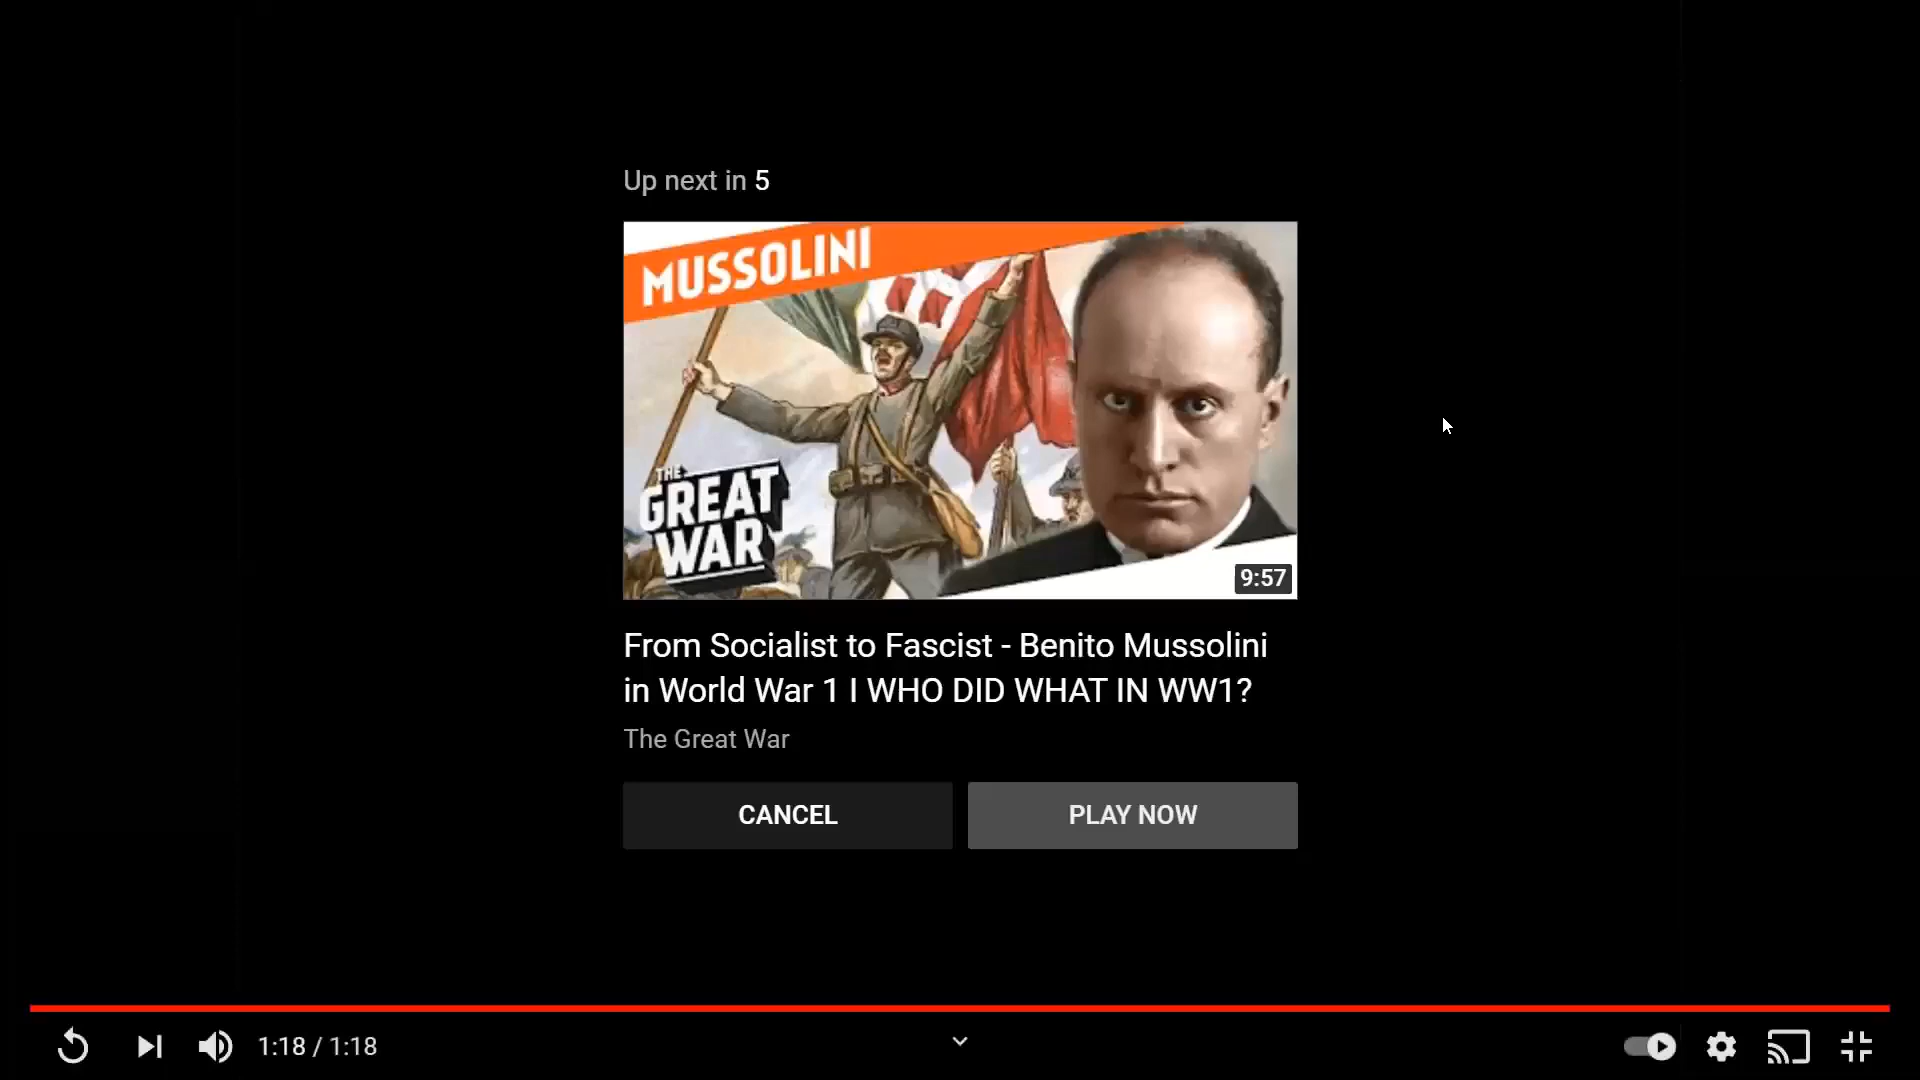 Up next in 5
MUSSOLINI
THE
GREAT
WAR
9:57
From Socialist to Fascist - Benito Mussolini
in World War 1 I WHO DID WHAT IN WW1?
The Great War
CANCEL
PLAY NOW
1:18 / 1:18